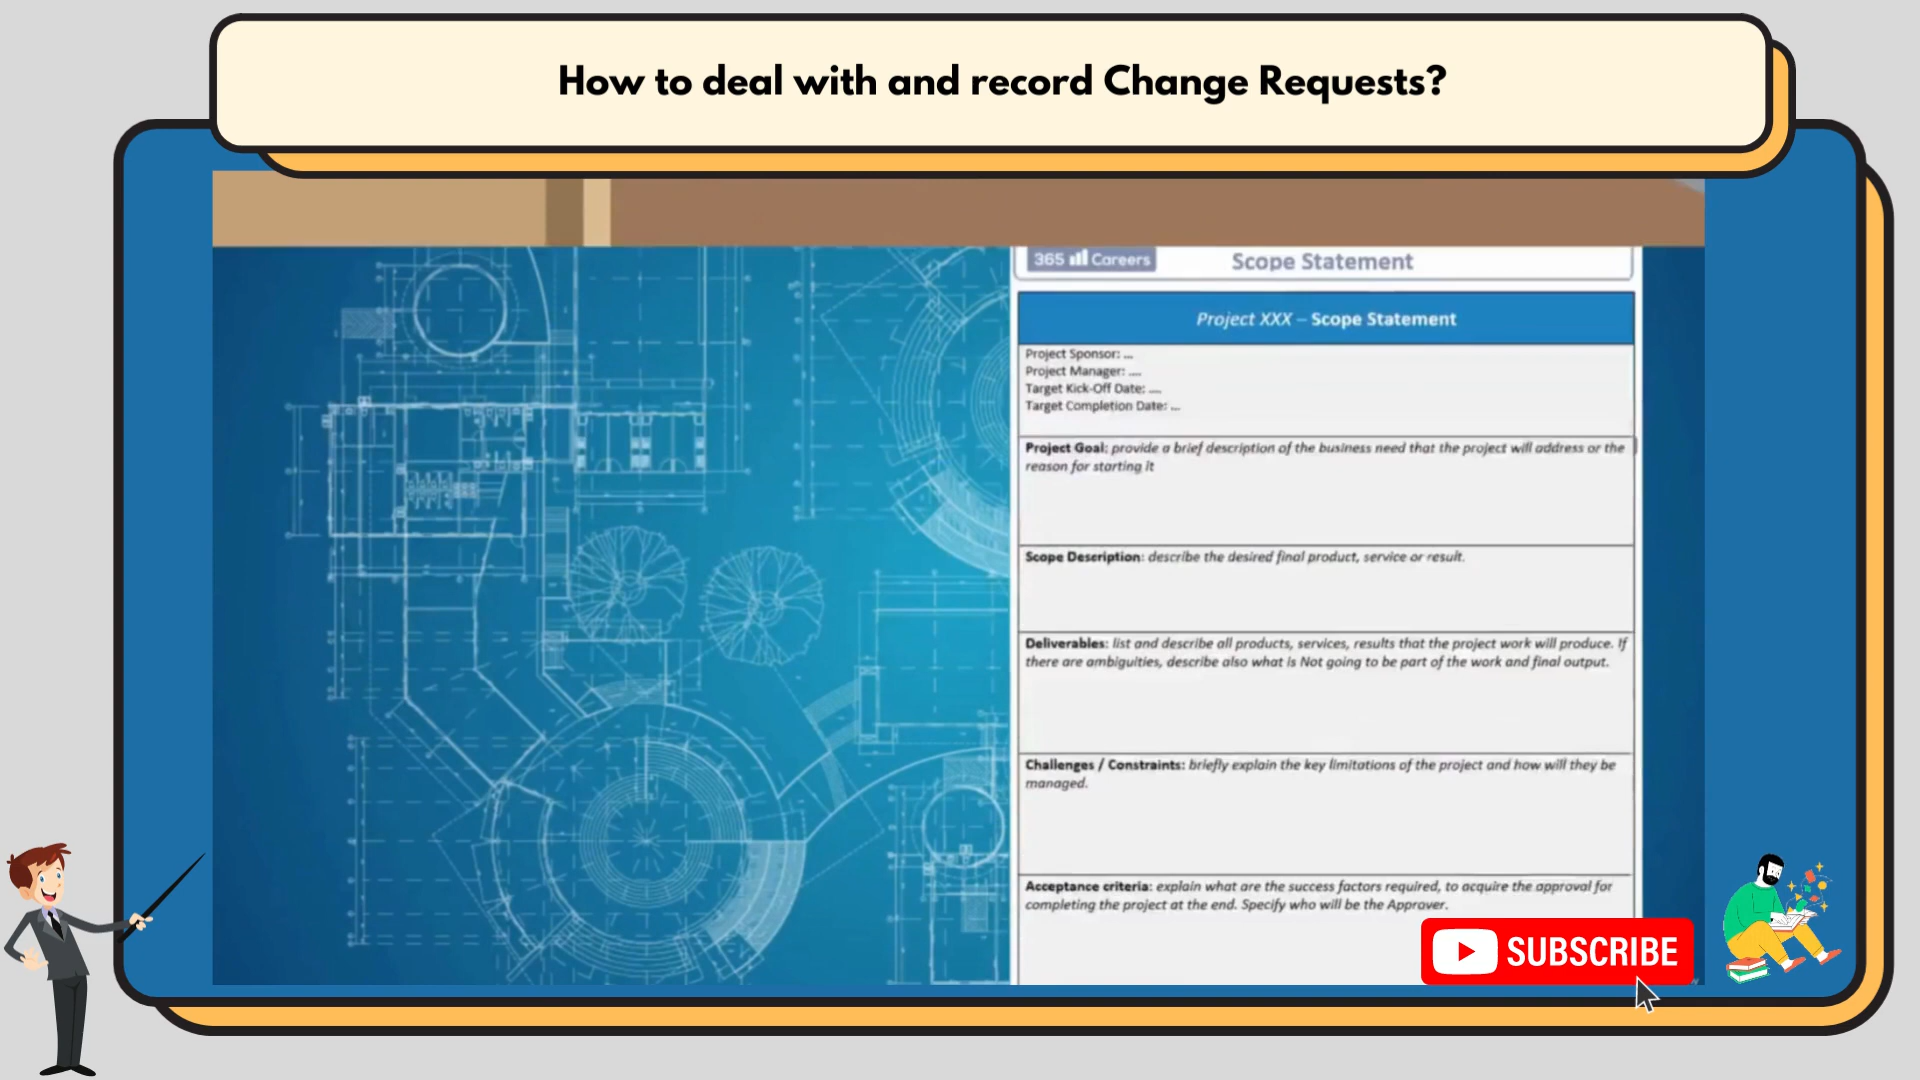 How to deal with and record Change Requests?
365 Careers
Scope Statement
Project XXX – Scope Statement
Project Sponsor: ...
Project Manager: ....
Target Kick-Off Date: ....
Target Completion Date: ...
Project Goal: provide a brief description of the business need that the project will address or the
reason for starting it
Scope Description: describe the desired final product, service or result.
Deliverables: list and describe all products, services, results that the project work will produce. If
there are ambiguities, describe also what is Not going to be part of the work and final output.
Challenges / Constraints: briefly explain the key limitations of the project and how will they be
managed.
Acceptance criteria: explain what are the success factors required, to acquire the approval for
completing the project at the end. Specify who will be the Approver.
SUBSCRIBE